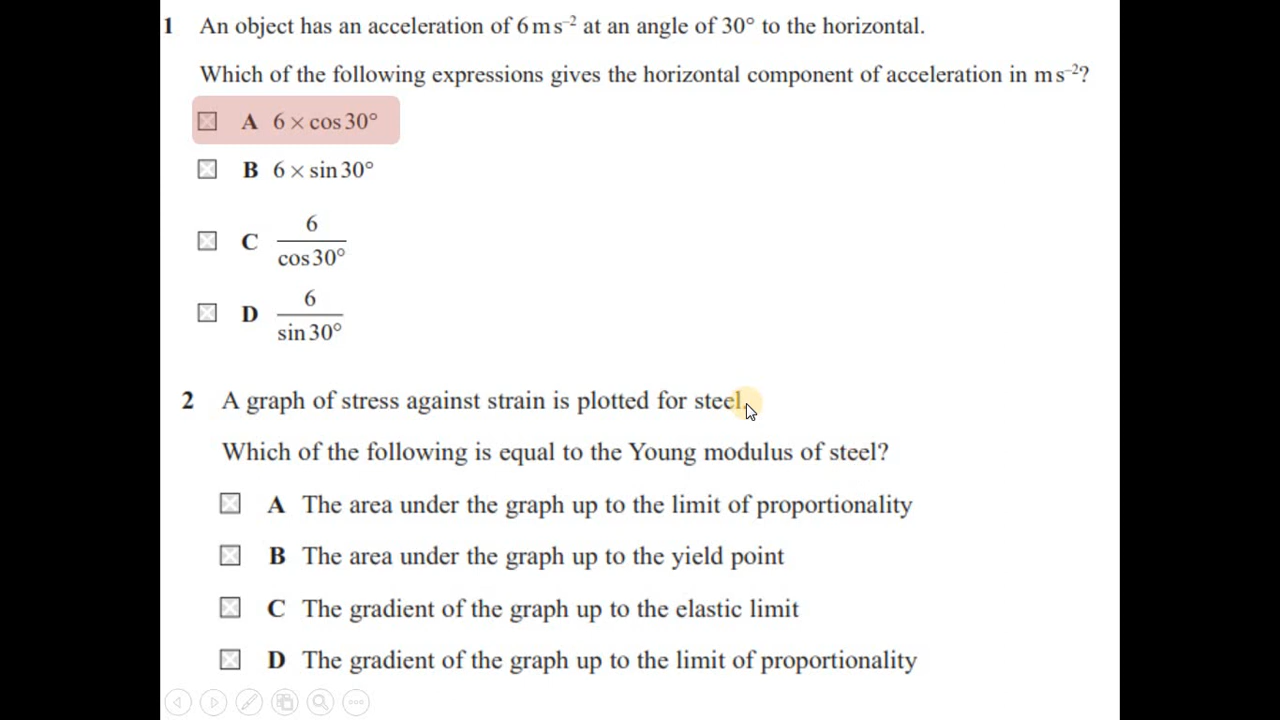 1 An object has an acceleration of 6 m s⁻² at an angle of 30° to the horizontal.
Which of the following expressions gives the horizontal component of acceleration in m s⁻²?
A 6 × cos 30°
B 6 × sin 30°
C 6 / cos 30°
D 6 / sin 30°
2 A graph of stress against strain is plotted for steel.
Which of the following is equal to the Young modulus of steel?
A The area under the graph up to the limit of proportionality
B The area under the graph up to the yield point
C The gradient of the graph up to the elastic limit
D The gradient of the graph up to the limit of proportionality